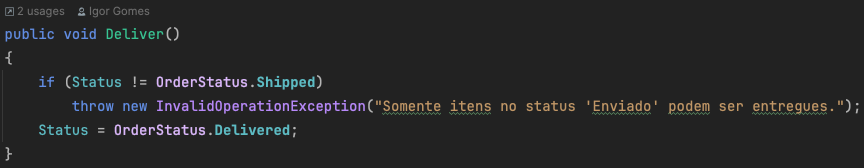 2 usages Igor Gomes
public void Deliver()
{
    if (Status != OrderStatus.Shipped)
        throw new InvalidOperationException("Somente itens no status 'Enviado' podem ser entregues.");
    Status = OrderStatus.Delivered;
}